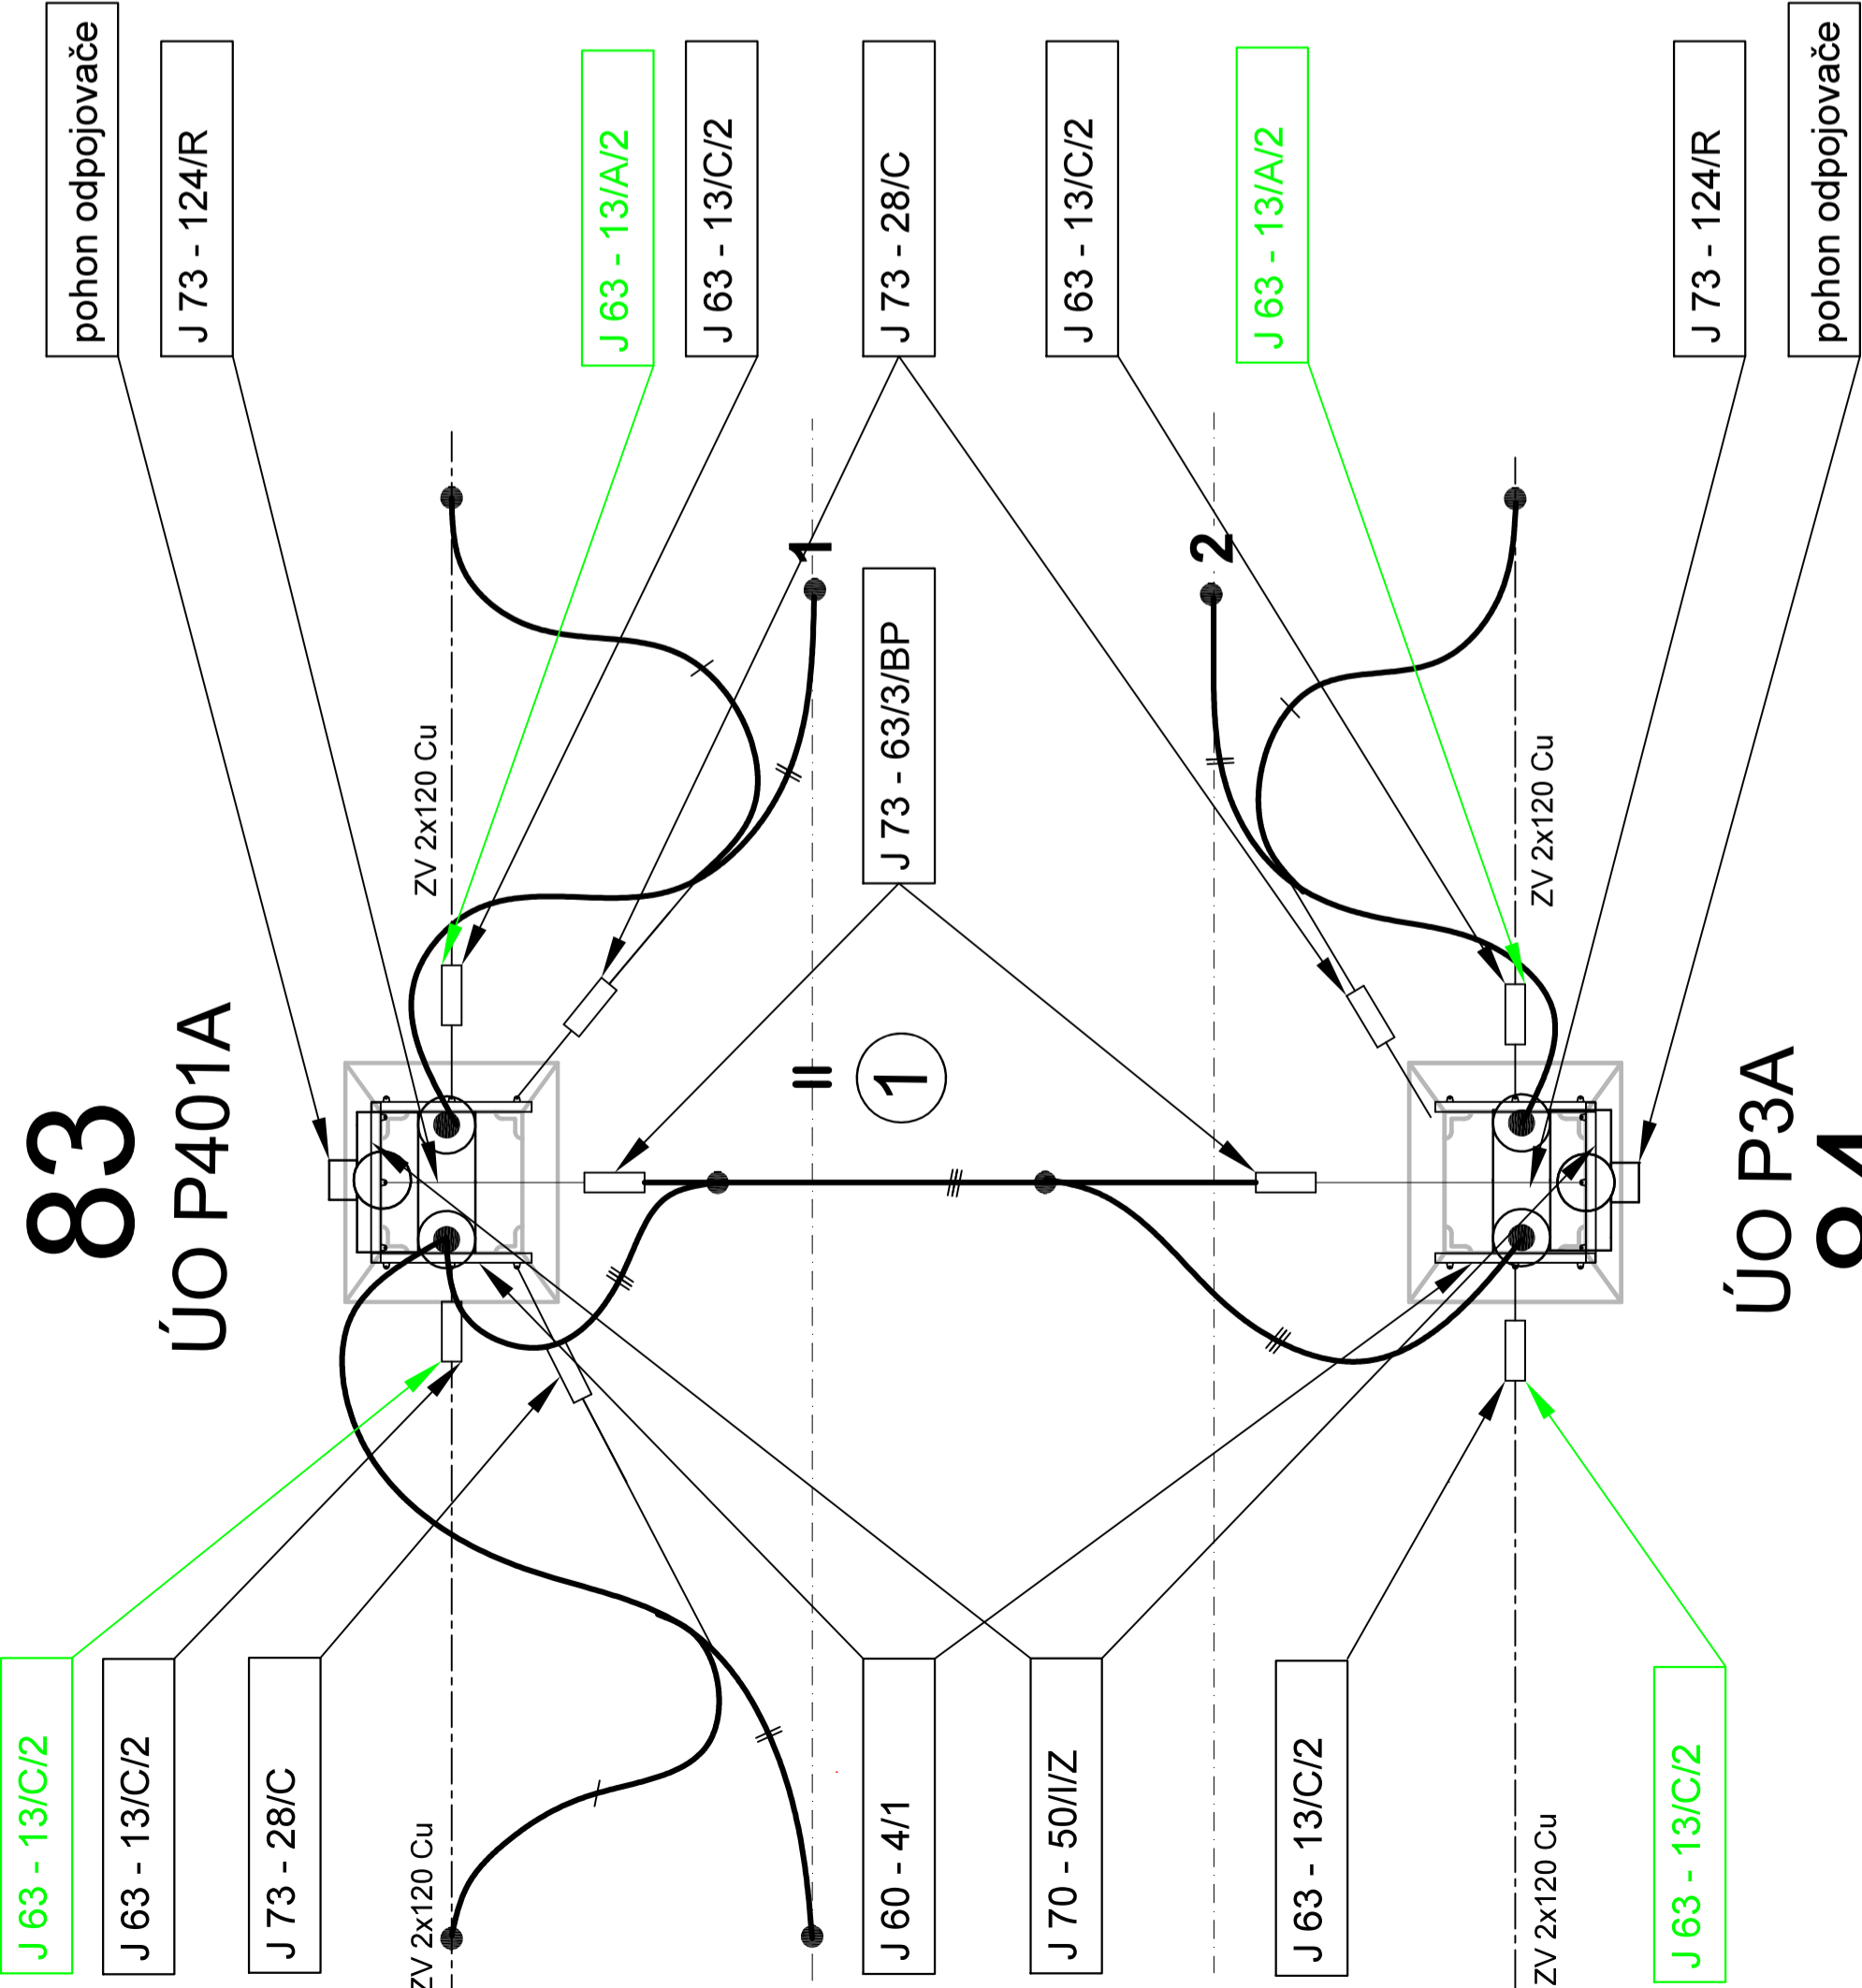 pohon odpojovače
J 73 - 124/R
J 63 - 13/A/2
J 63 - 13/C/2
J 73 - 28/C
J 63 - 13/C/2
J 63 - 13/A/2
J 73 - 124/R
pohon odpojovače
ZV 2x120 Cu
1
J 73 - 63/3/BP
2
ZV 2x120 Cu
83
ÚO P401A
=
1
ÚO P3A
J 63 - 13/C/2
J 63 - 13/C/2
J 73 - 28/C
ZV 2x120 Cu
J 60 - 4/1
J 70 - 50/I/Z
J 63 - 13/C/2
ZV 2x120 Cu
J 63 - 13/C/2